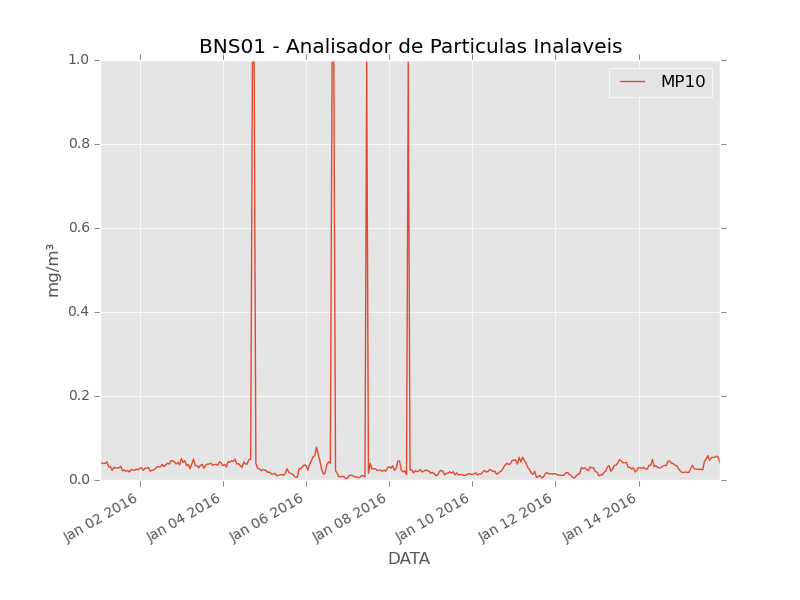 BNS01 - Analisador de Particulas Inalaveis
MP10
1.0
0.8
0.6
0.4
0.2
0.0
mg/m³
Jan 02 2016
Jan 04 2016
Jan 06 2016
Jan 08 2016
Jan 10 2016
Jan 12 2016
Jan 14 2016
DATA